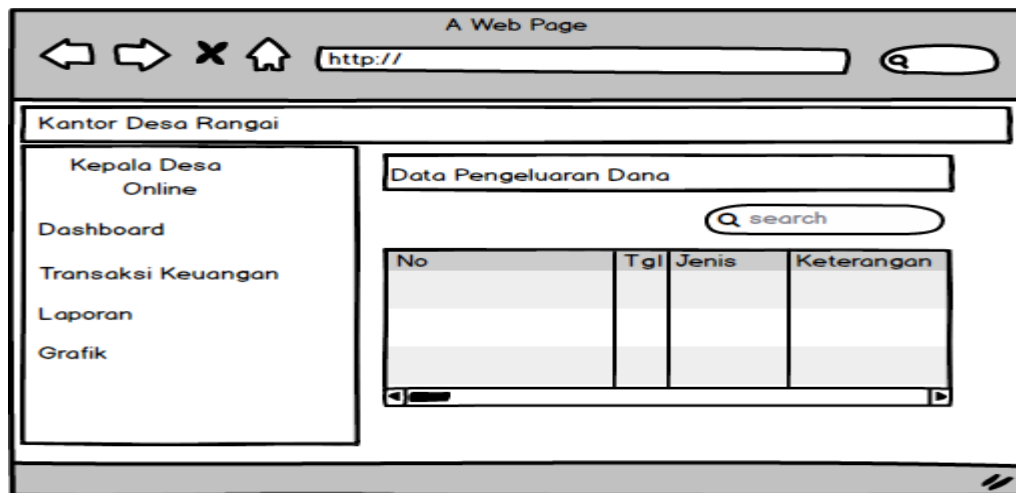 A Web Page
http://
Kantor Desa Rangai
Kepala Desa
Online
Dashboard
Transaksi Keuangan
Laporan
Grafik
Data Pengeluaran Dana
search
No Tgl Jenis Keterangan